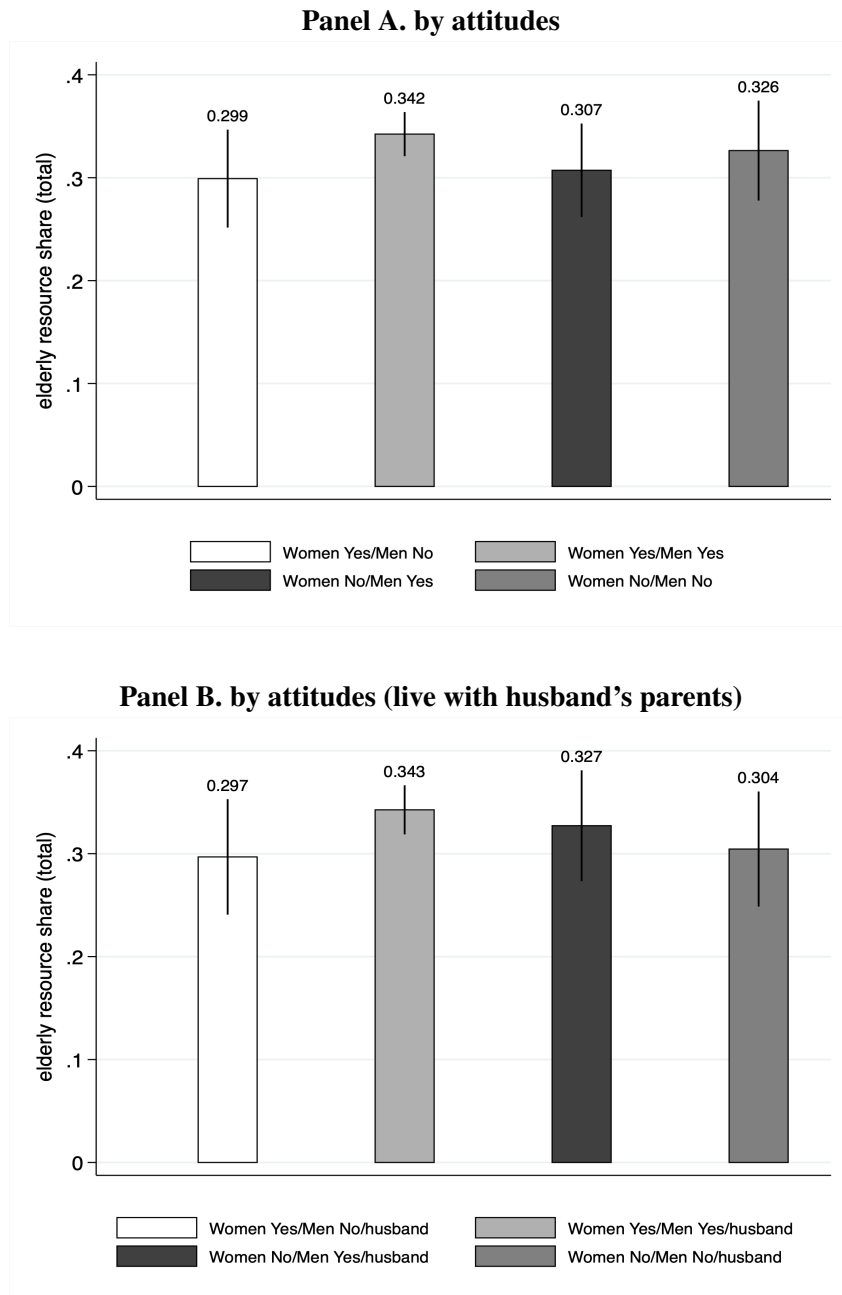 Panel A. by attitudes
elderly resource share (total)
.4
.3
.2
.1
0
0.299
0.342
0.307
0.326
Women Yes/Men No
Women Yes/Men Yes
Women No/Men Yes
Women No/Men No
Panel B. by attitudes (live with husband’s parents)
elderly resource share (total)
.4
.3
.2
.1
0
0.297
0.343
0.327
0.304
Women Yes/Men No/husband
Women Yes/Men Yes/husband
Women No/Men Yes/husband
Women No/Men No/husband